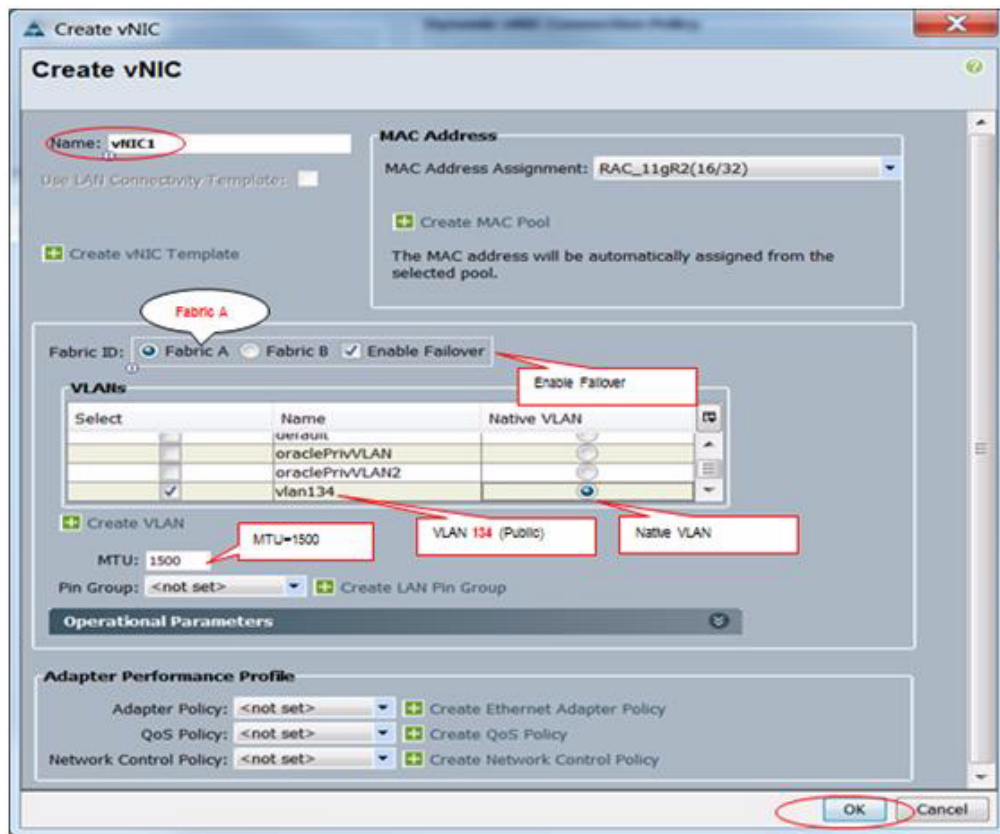 Create vNIC
Create vNIC
Name: vNIC1
Use LAN Connectivity Template:
Create vNIC Template
MAC Address
MAC Address Assignment: RAC_11gR2(16/32)
Create MAC Pool
The MAC address will be automatically assigned from the
selected pool.
Fabric A
Fabric ID: Fabric A Fabric B Enable Failover
Enable Failover
VLANs
Select Name Native VLAN
default
oraclePrivVLAN
oraclePrivVLAN2
vlan134
Create VLAN
MTU=1500
VLAN 134 (Public)
Native VLAN
MTU: 1500
Pin Group: <not set> Create LAN Pin Group
Operational Parameters
Adapter Performance Profile
Adapter Policy: <not set> Create Ethernet Adapter Policy
QoS Policy: <not set> Create QoS Policy
Network Control Policy: <not set> Create Network Control Policy
OK Cancel